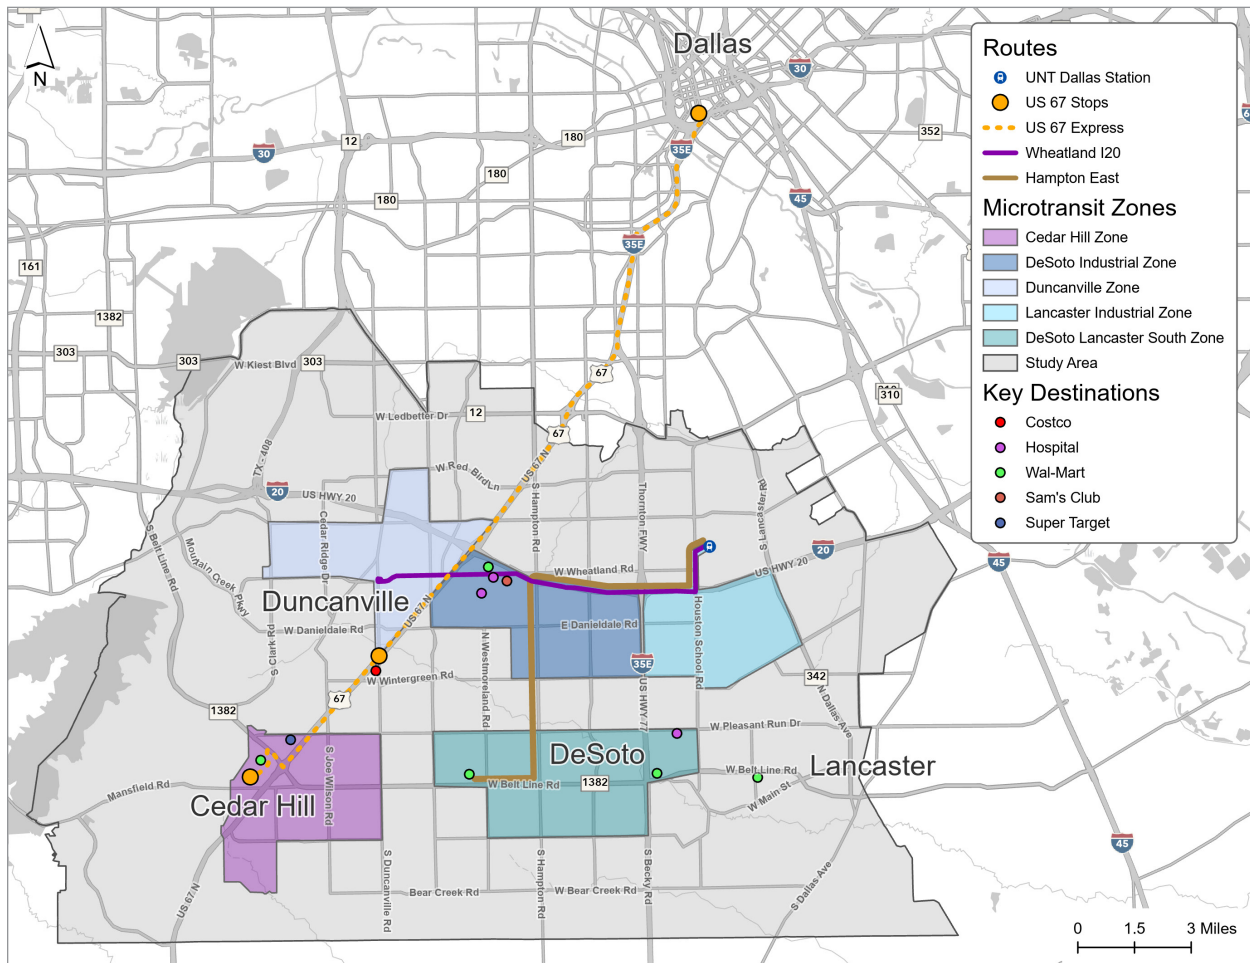 N
Dallas
30
30
12
180
180
180
35E
352
45
35E
161
1382
303
303
303
W Kiest Blvd
67
310
12
W Ledbetter Dr
67
TX - 408
W Red Bird Ln
US 67 N
20
US HWY 20
S Hampton Rd
Thornton FWY
S Lancaster Rd
S Belt Line Rd
Mountain Creek Pkwy
Cedar Ridge Dr
W Wheatland Rd
US HWY 20
20
45
Duncanville
US 67 N
S Clark Rd
W Danieldale Rd
E Danieldale Rd
N Westmoreland Rd
35E
Houston School Rd
W Wintergreen Rd
US HWY 77
342
N Dallas Ave
67
1382
W Pleasant Run Dr
DeSoto
Lancaster
S Joe Wilson Rd
W Belt Line Rd
1382
W Belt Line Rd
Mansfield Rd
W Main St
Cedar Hill
45
S Duncanville Rd
S Hampton Rd
S Becky Rd
US 67 N
Bear Creek Rd
W Bear Creek Rd
S Dallas Ave
Routes
UNT Dallas Station
US 67 Stops
US 67 Express
Wheatland I20
Hampton East
Microtransit Zones
Cedar Hill Zone
DeSoto Industrial Zone
Duncanville Zone
Lancaster Industrial Zone
DeSoto Lancaster South Zone
Study Area
Key Destinations
Costco
Hospital
Wal-Mart
Sam's Club
Super Target
0 1.5 3 Miles